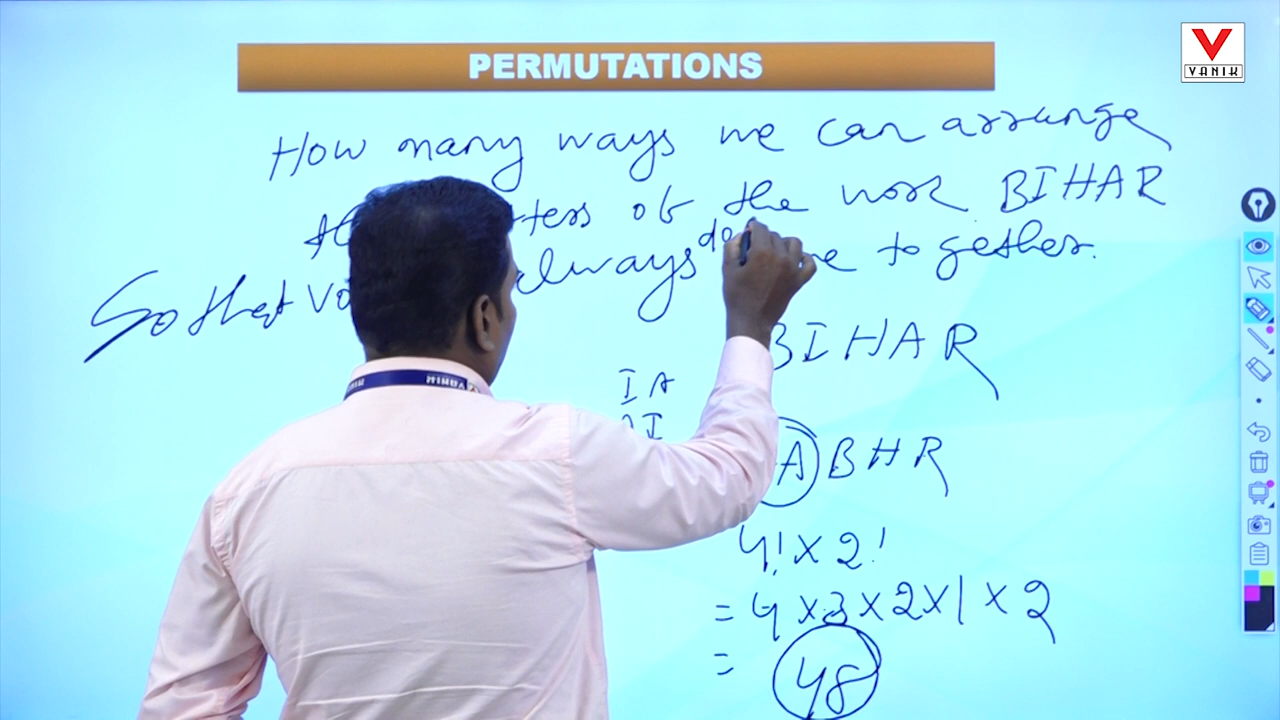 PERMUTATIONS
V
VANIK
How many ways we can arrange
of the word BIHAR
So that always do to gether.
BIHAR
IA
A BHR
4! X 2!
= 4 X 3 X 2 X 1 X 2
= 48